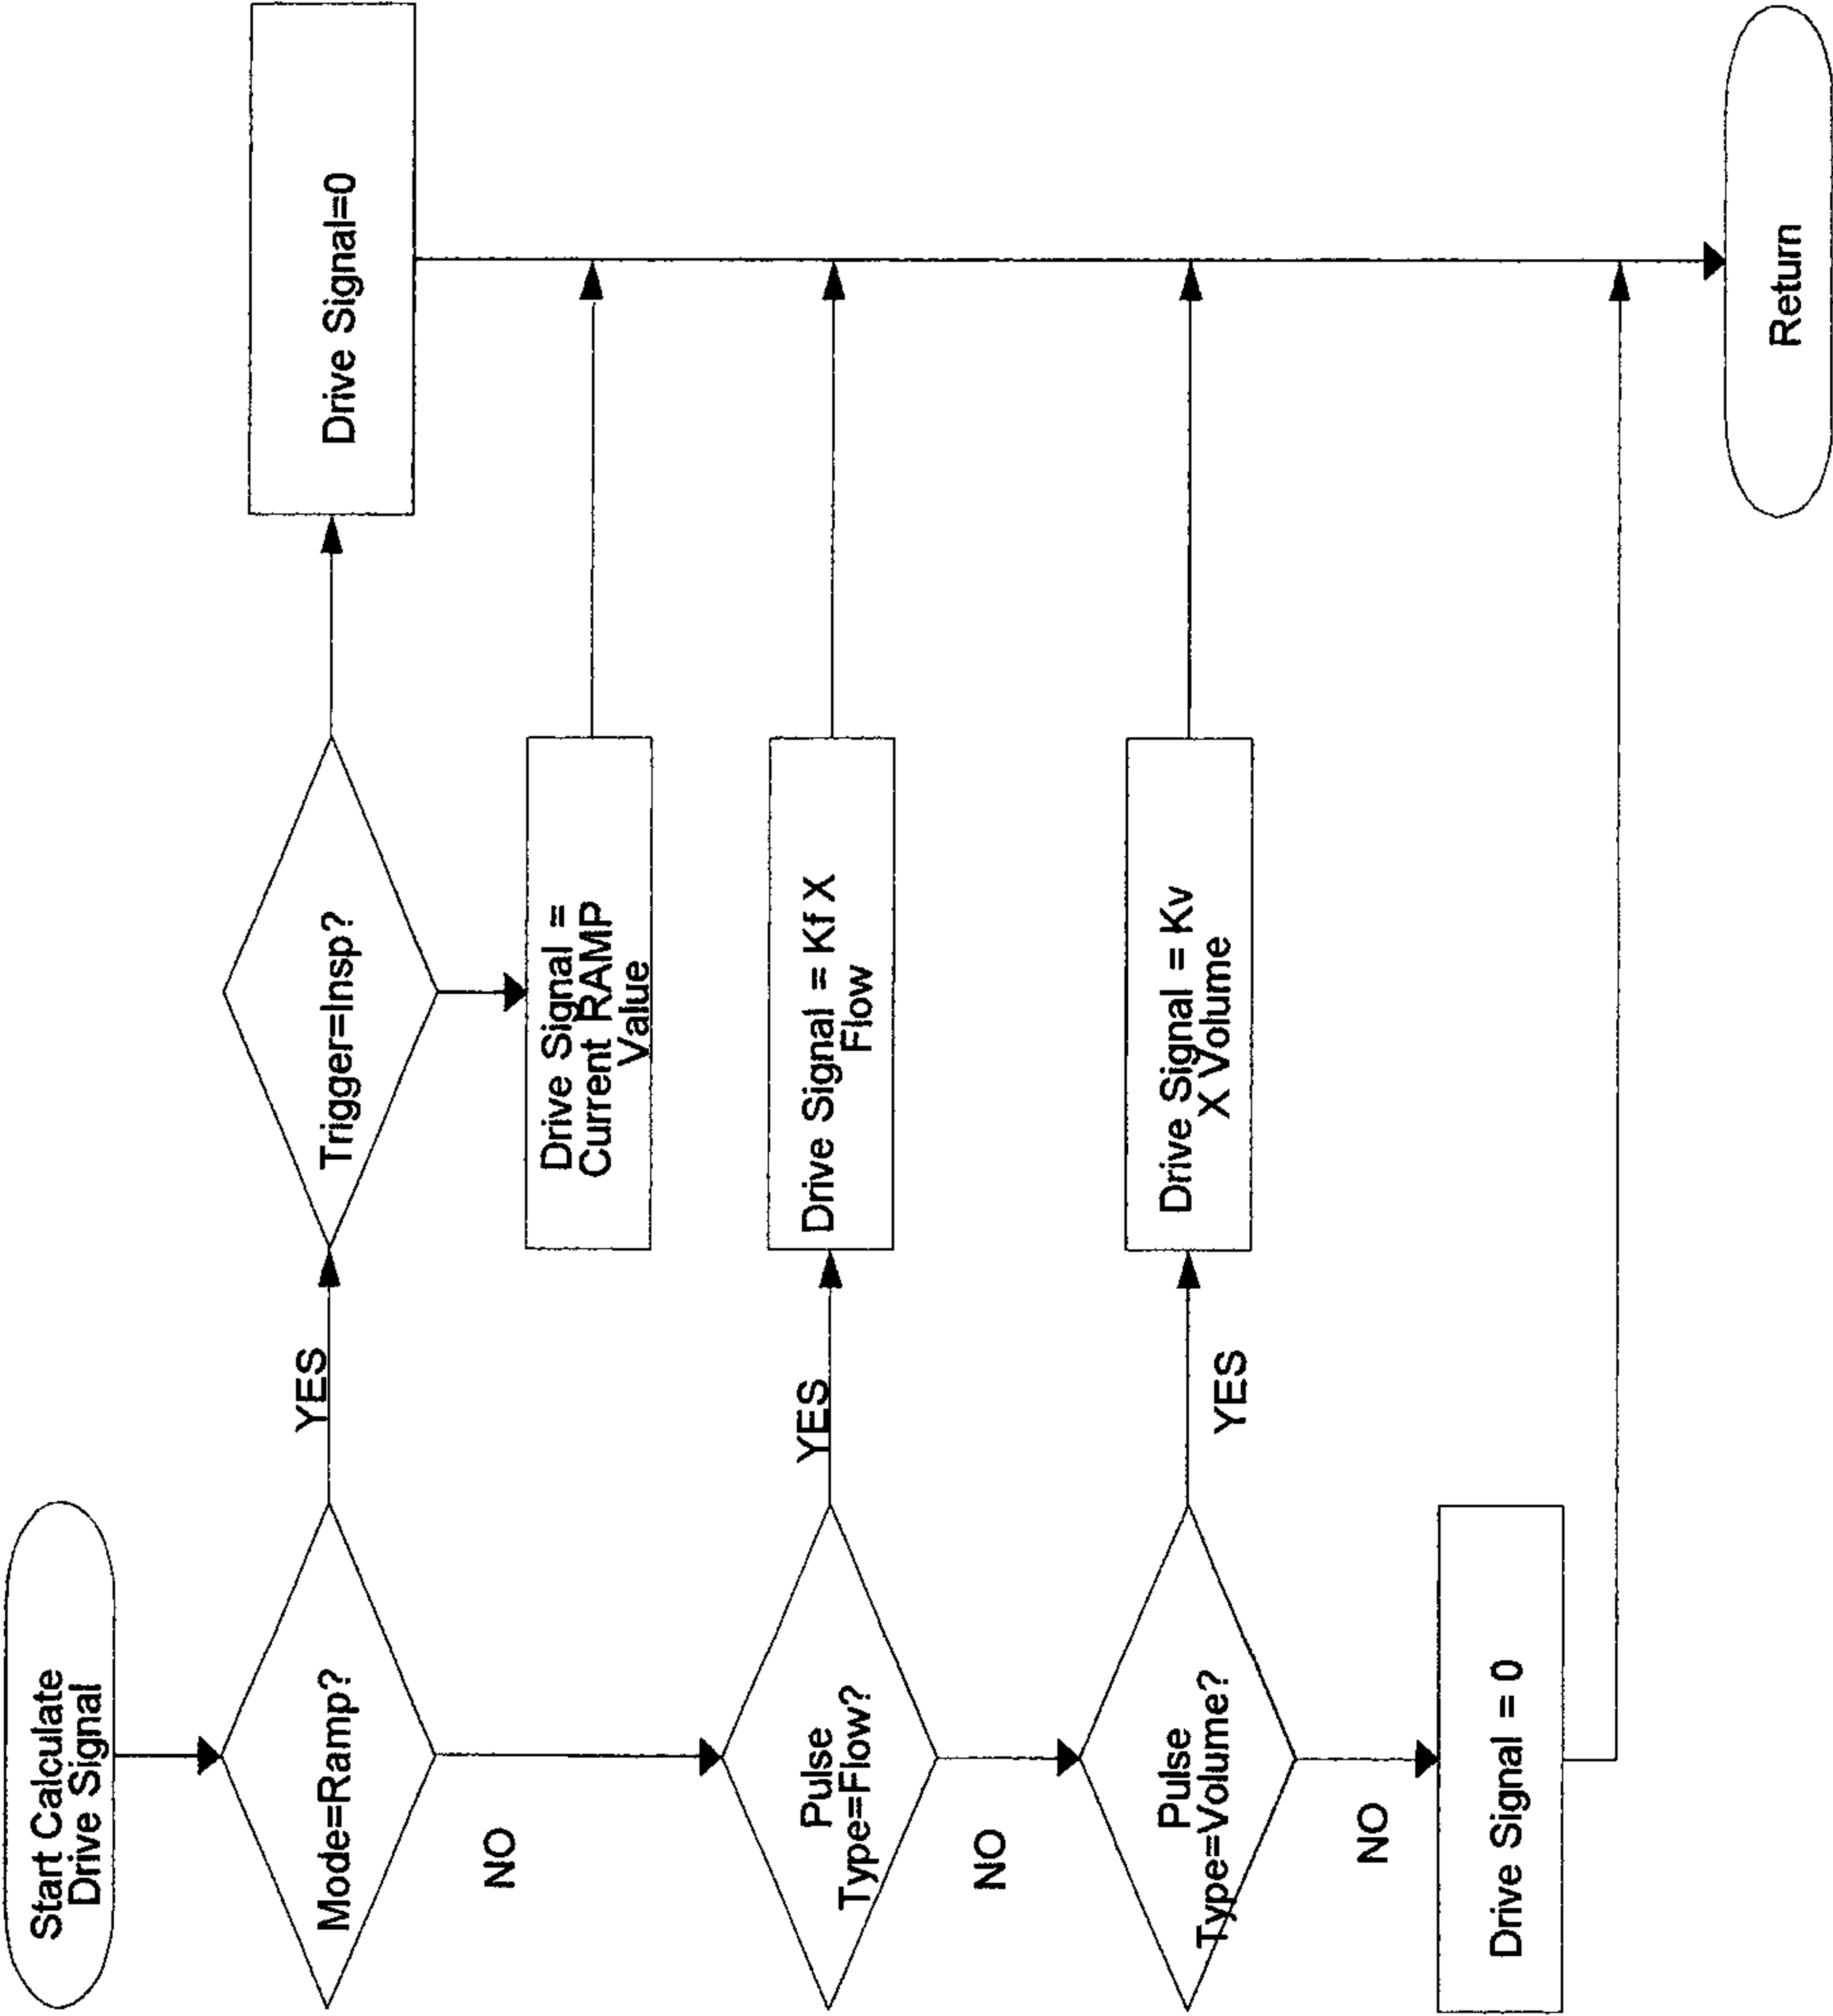 Start Calculate
Drive Signal
Mode=Ramp?
YES
Trigger=Insp?
Drive Signal=0
NO
Drive Signal =
Current RAMP
Value
Pulse
Type=Flow?
YES
Drive Signal = Kf X
Flow
NO
Pulse
Type=Volume?
YES
Drive Signal = Kv
X Volume
NO
Drive Signal = 0
Return